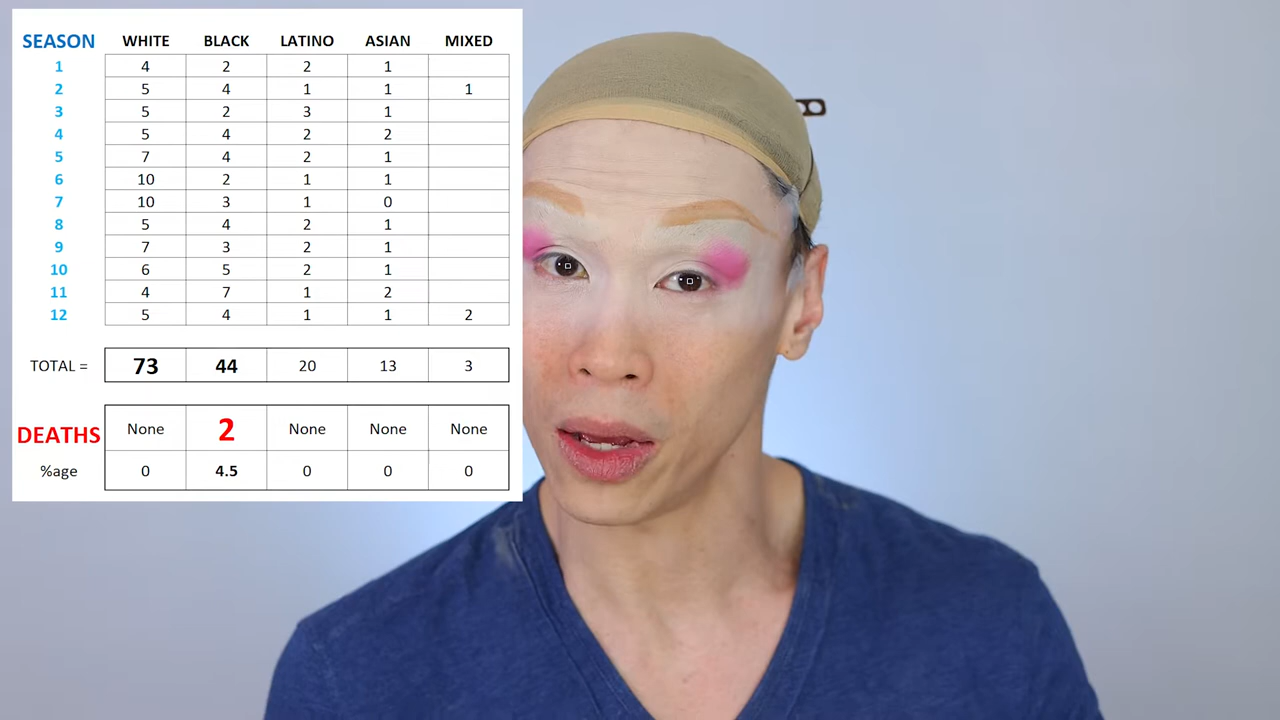 SEASON WHITE BLACK LATINO ASIAN MIXED
1 4 2 2 1
2 5 4 1 1 1
3 5 2 3 1
4 5 4 2 2
5 7 4 2 1
6 10 2 1 1
7 10 3 1 0
8 5 4 2 1
9 7 3 2 1
10 6 5 2 1
11 4 7 1 2
12 5 4 1 1 2
TOTAL = 73 44 20 13 3
DEATHS None 2 None None None
%age 0 4.5 0 0 0